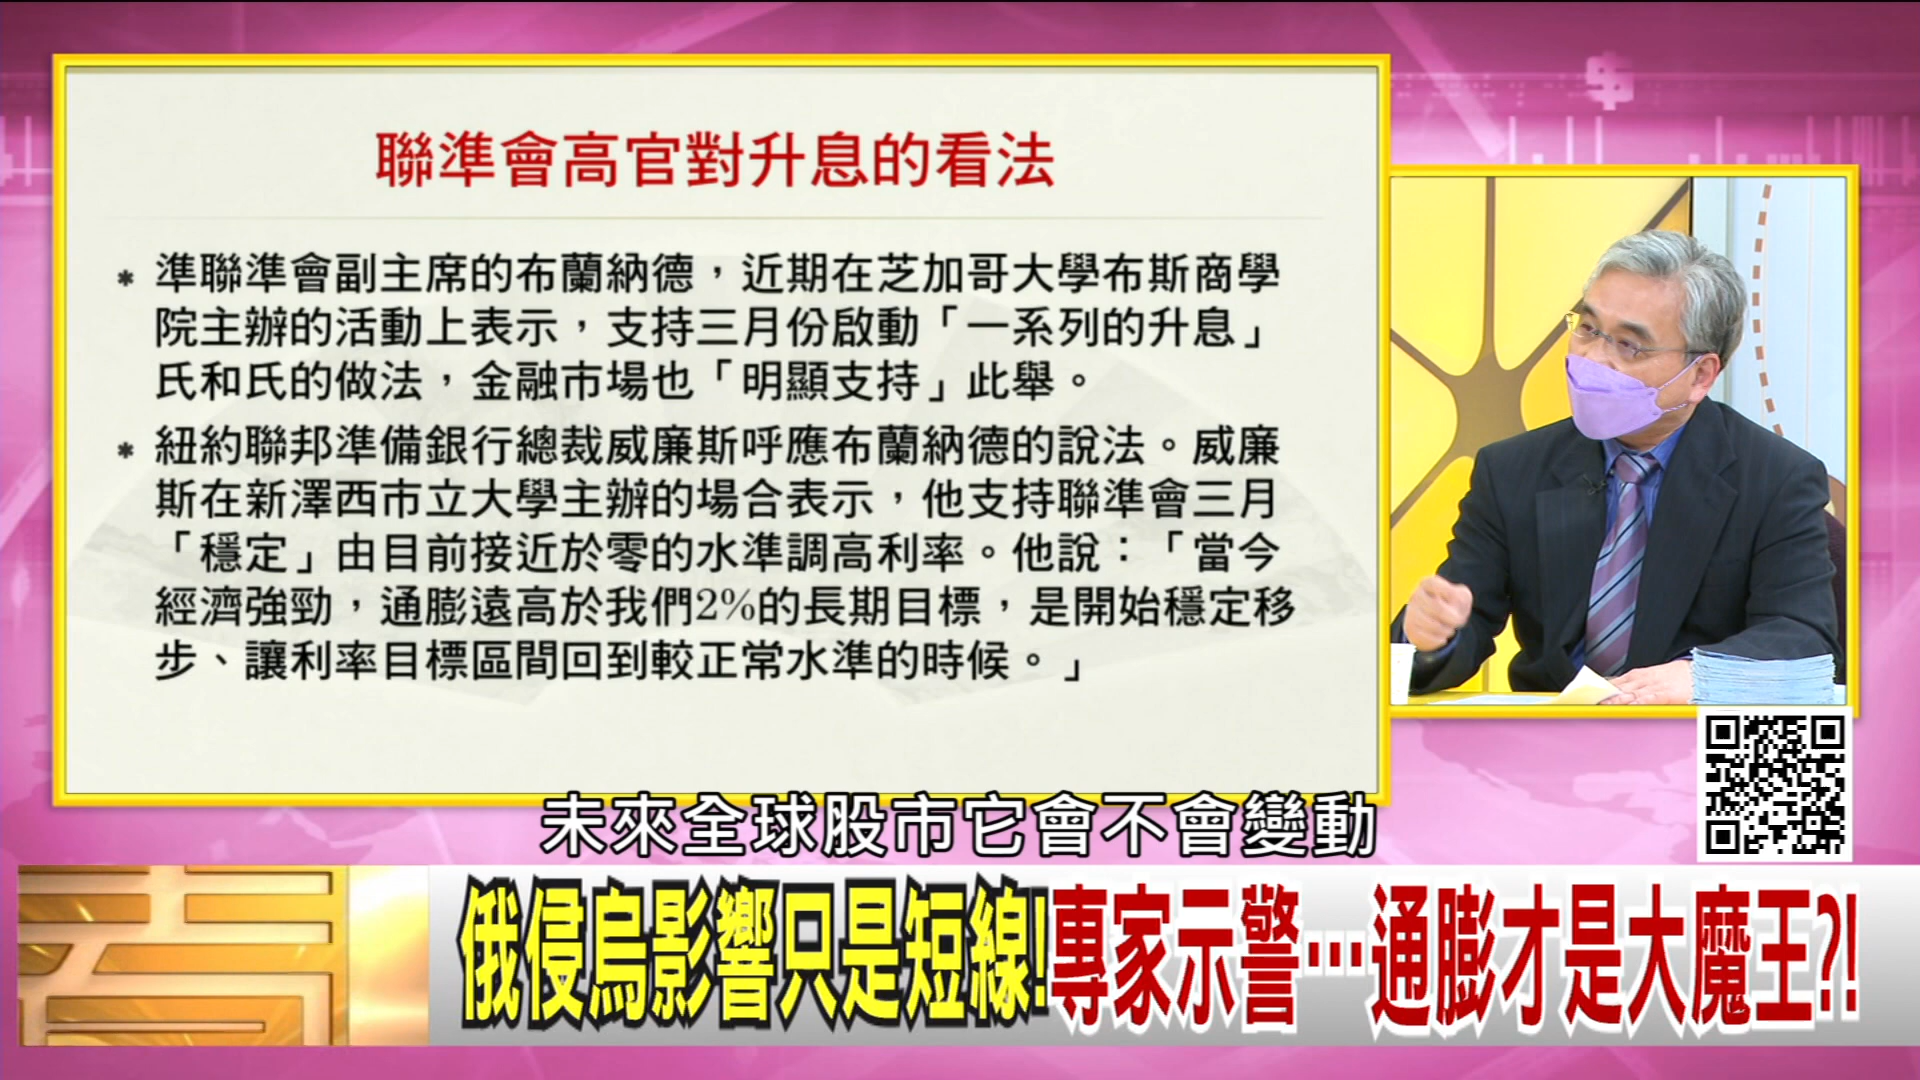 聯準會高官對升息的看法
* 準聯準會副主席的布蘭納德，近期在芝加哥大學布斯商學
院主辦的活動上表示，支持三月份啟動「一系列的升息」
氏和氏的做法，金融市場也「明顯支持」此舉。
* 紐約聯邦準備銀行總裁威廉斯呼應布蘭納德的說法。威廉
斯在新澤西市立大學主辦的場合表示，他支持聯準會三月
「穩定」由目前接近於零的水準調高利率。他說：「當今
經濟強勁，通膨遠高於我們2%的長期目標，是開始穩定移
步、讓利率目標區間回到較正常水準的時候。」
未來全球股市它會不會變動
俄侵烏影響只是短線!專家示警…通膨才是大魔王?!